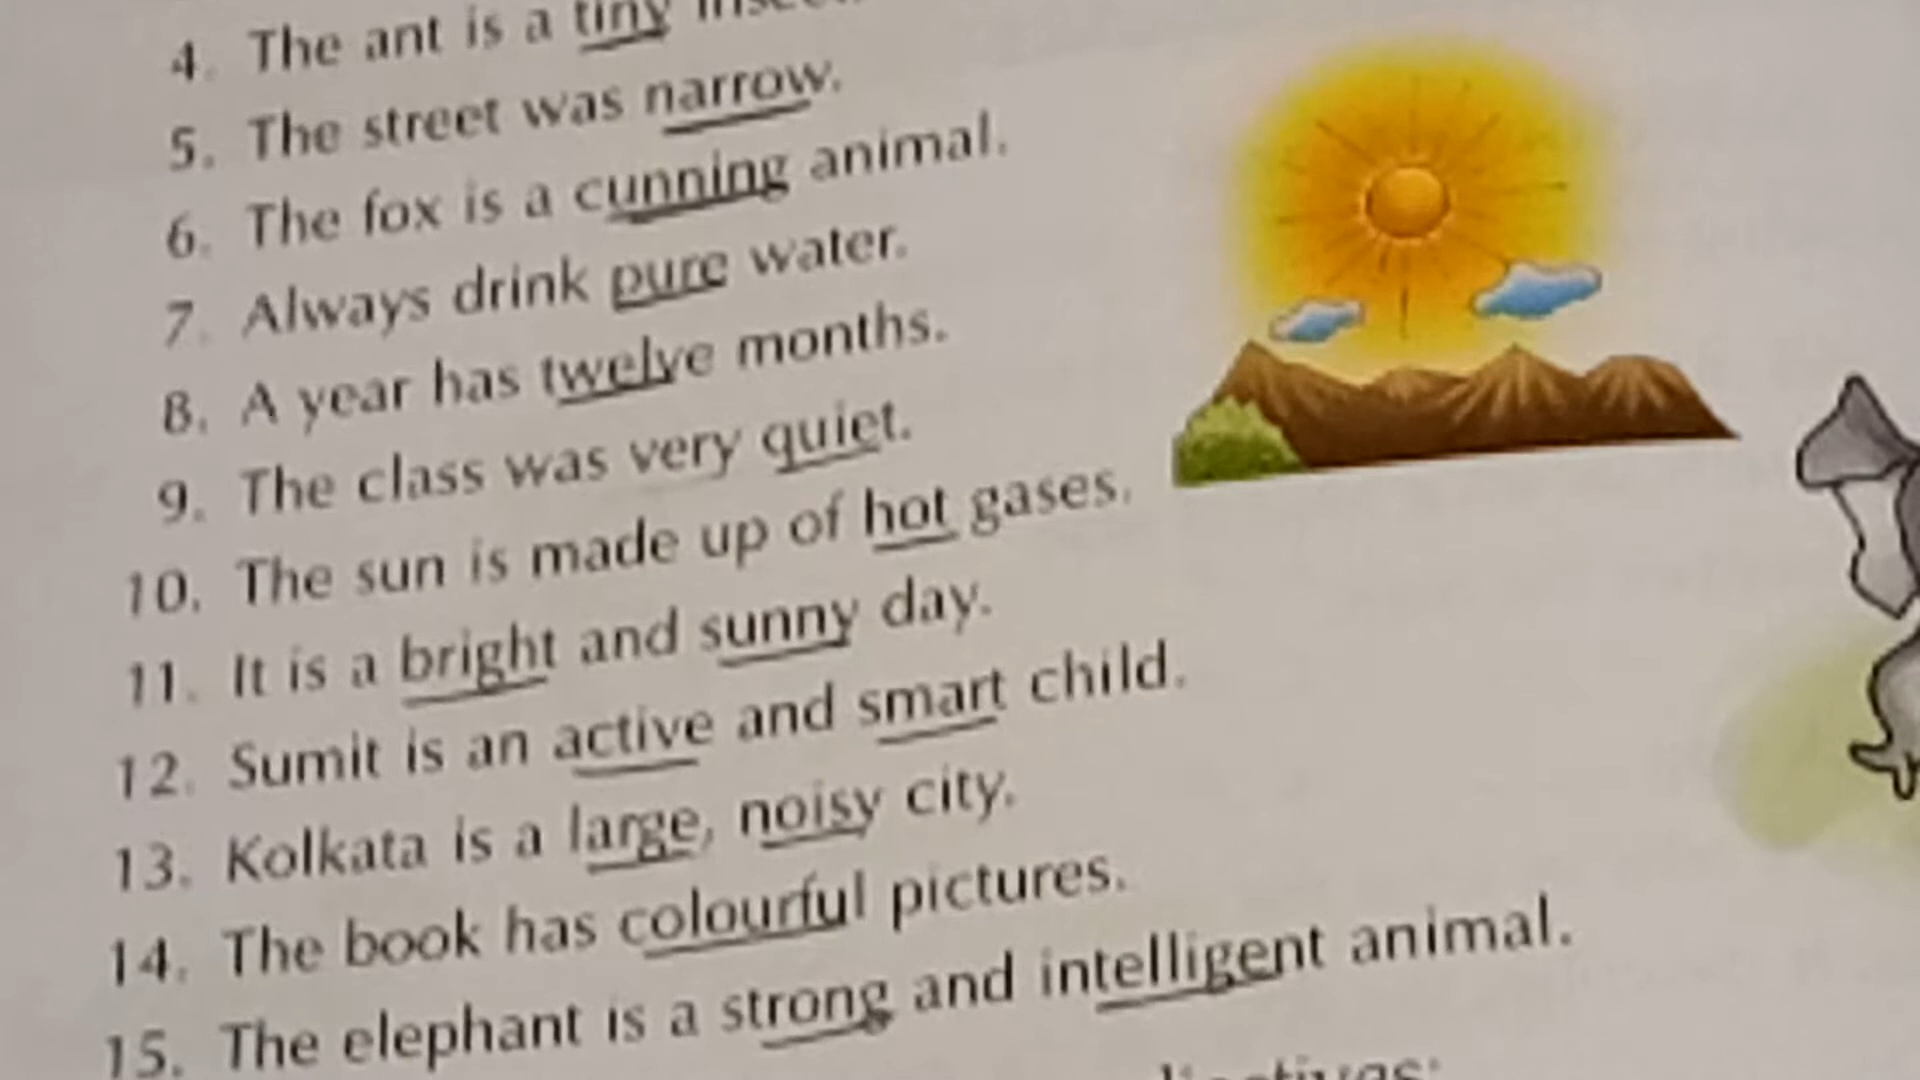 4. The ant is a tiny
5. The street was narrow.
6. The fox is a cunning animal.
7. Always drink pure water.
8. A year has twelve months.
9. The class was very quiet.
10. The sun is made up of hot gases.
11. It is a bright and sunny day.
12. Sumit is an active and smart child.
13. Kolkata is a large, noisy city.
14. The book has colourful pictures.
15. The elephant is a strong and intelligent animal.